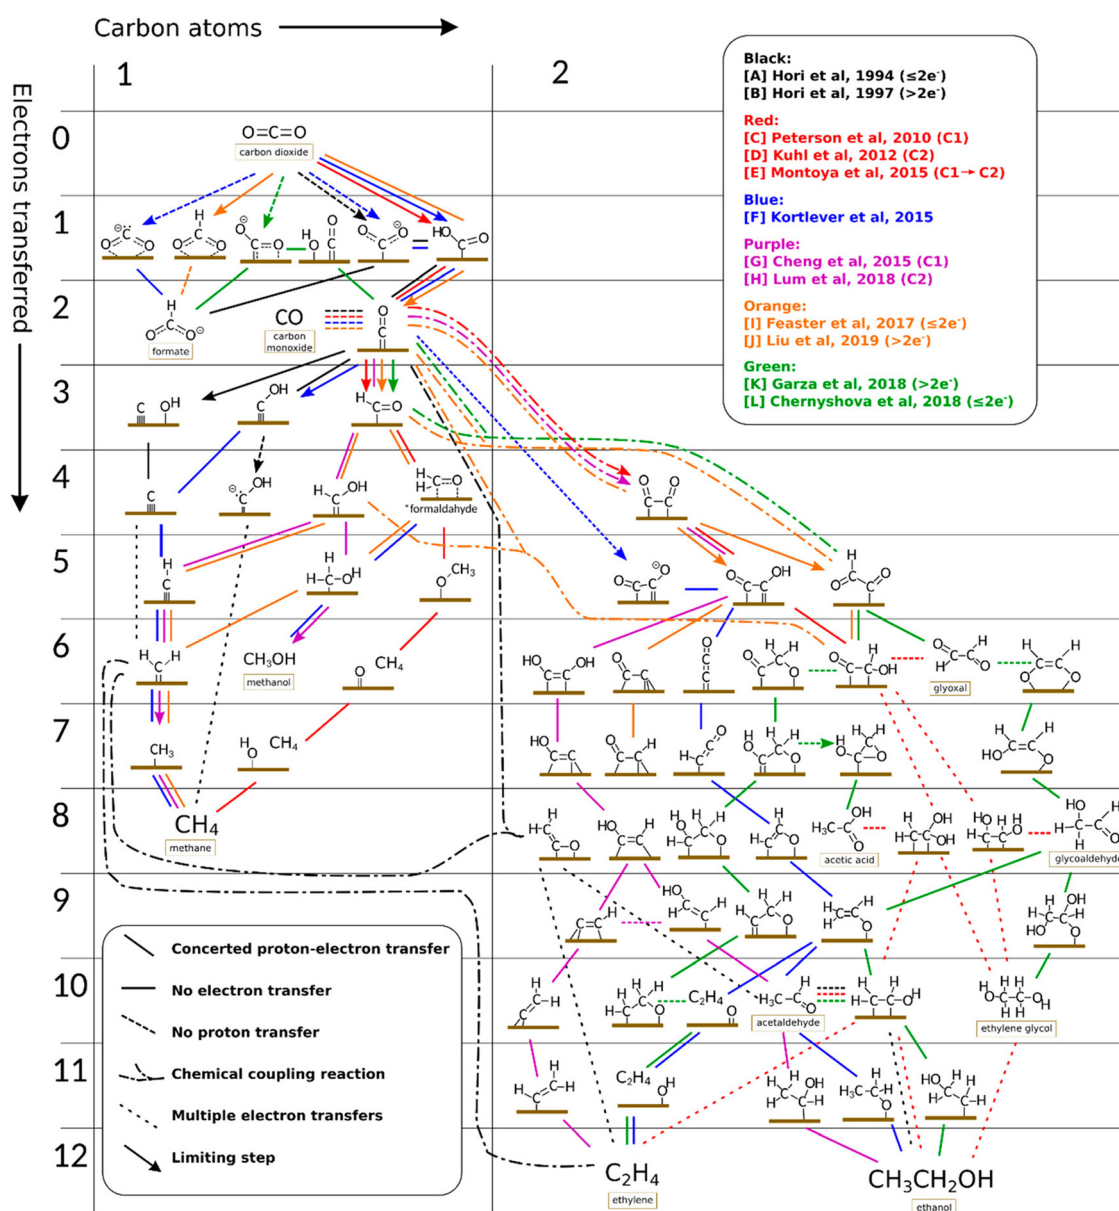 Carbon atoms
Electrons transferred
1
2
Black:
[A] Hori et al, 1994 (≤2e⁻)
[B] Hori et al, 1997 (>2e⁻)
Red:
[C] Peterson et al, 2010 (C1)
[D] Kuhl et al, 2012 (C2)
[E] Montoya et al, 2015 (C1→C2)
Blue:
[F] Kortlever et al, 2015
Purple:
[G] Cheng et al, 2015 (C1)
[H] Lum et al, 2018 (C2)
Orange:
[I] Feaster et al, 2017 (≤2e⁻)
[J] Liu et al, 2019 (>2e⁻)
Green:
[K] Garza et al, 2018 (>2e⁻)
[L] Chernyshova et al, 2018 (≤2e⁻)
0
O=C=O
carbon dioxide
1
2
formate
CO
carbon monoxide
3
4
*formaldahyde
5
6
CH₃OH
methanol
CH₄
glyoxal
7
CH₄
8
CH₄
methane
acetic acid
glycoaldehyde
9
10
C₂H₄
acetaldehyde
ethylene glycol
11
C₂H₄
12
C₂H₄
ethylene
CH₃CH₂OH
ethanol
Concerted proton-electron transfer
No electron transfer
No proton transfer
Chemical coupling reaction
Multiple electron transfers
Limiting step